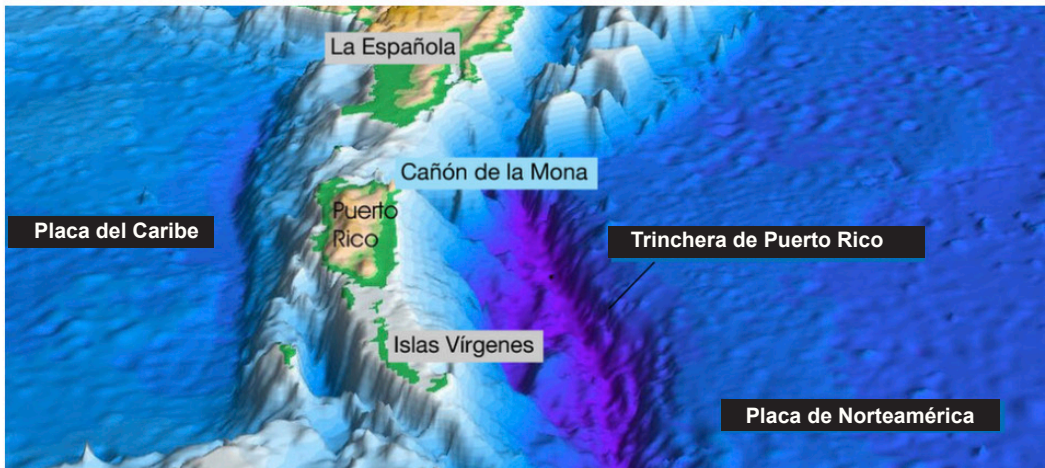 La Española
Cañón de la Mona
Puerto
Rico
Placa del Caribe
Trinchera de Puerto Rico
Islas Vírgenes
Placa de Norteamérica